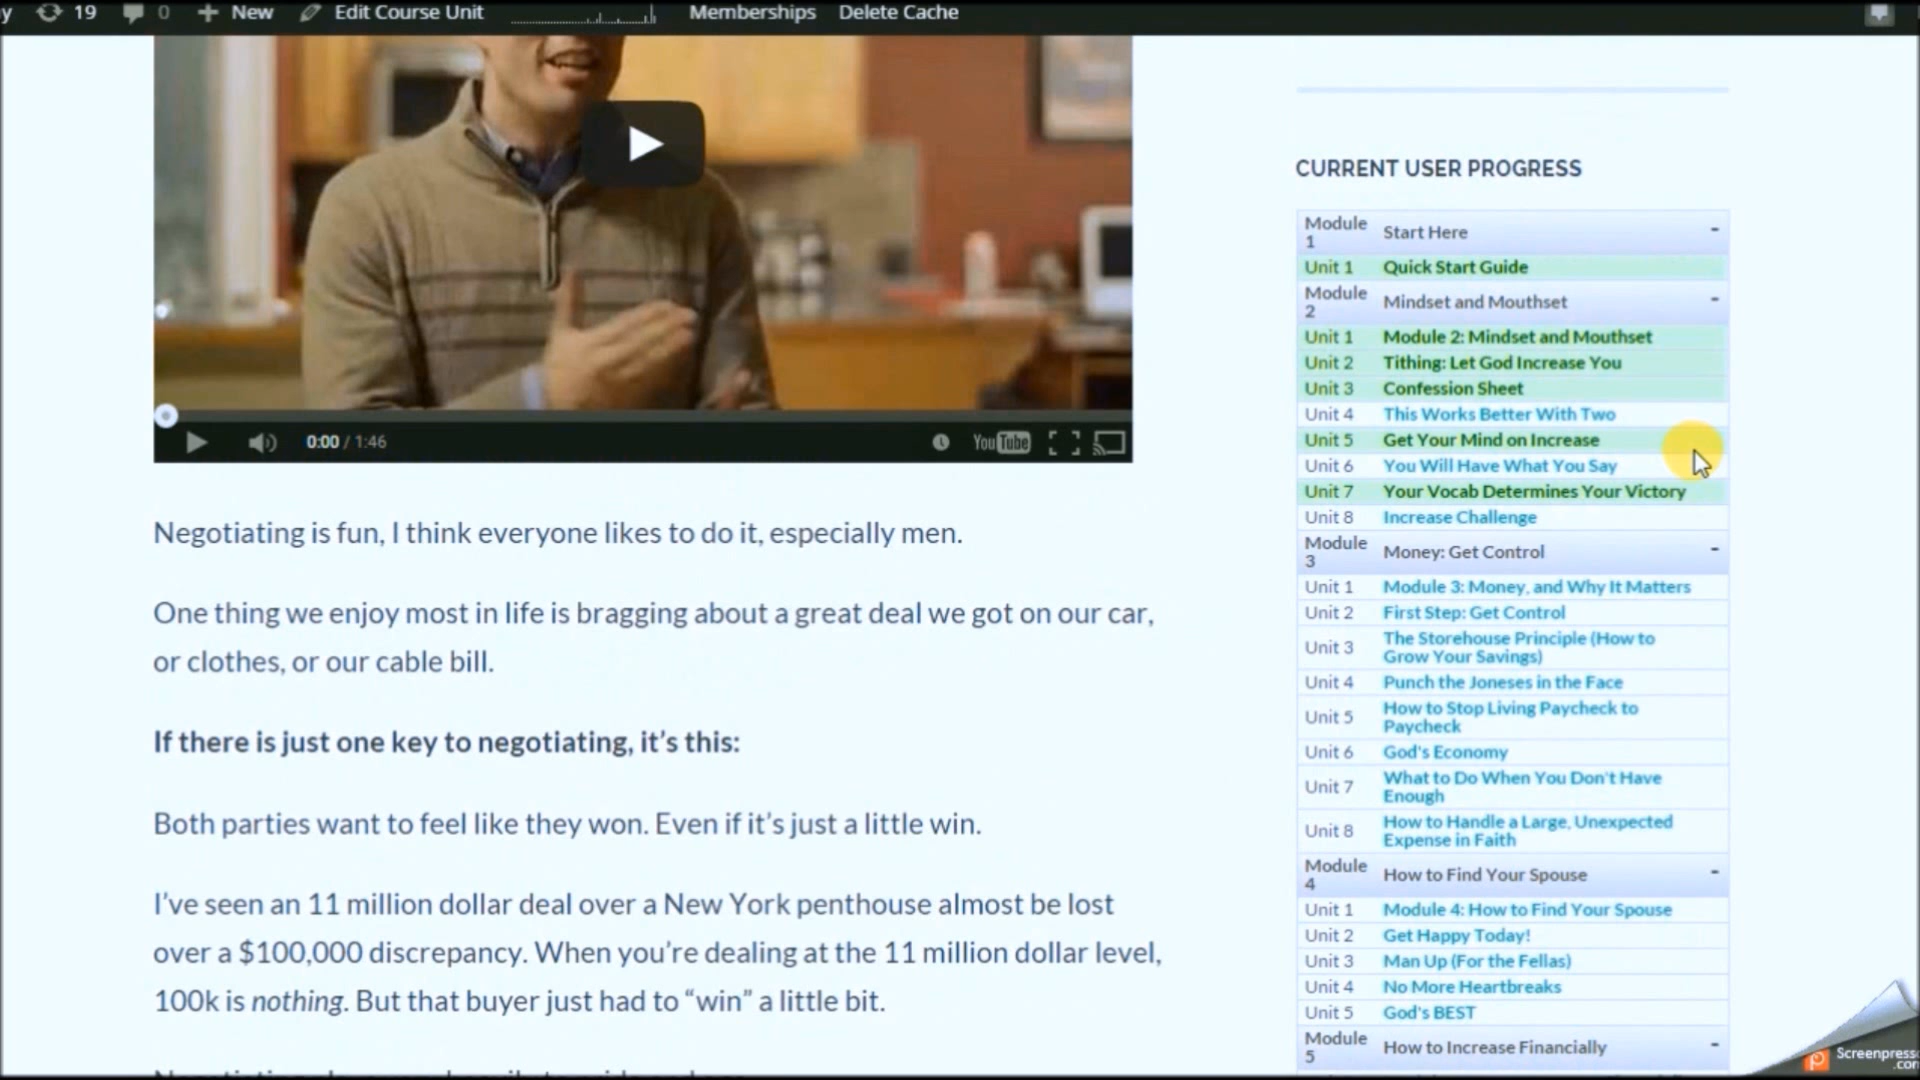 19 0 New Edit Course Unit Memberships Delete Cache
0:00 / 1:46 YouTube
Negotiating is fun, I think everyone likes to do it, especially men.
One thing we enjoy most in life is bragging about a great deal we got on our car,
or clothes, or our cable bill.
If there is just one key to negotiating, it’s this:
Both parties want to feel like they won. Even if it’s just a little win.
I’ve seen an 11 million dollar deal over a New York penthouse almost be lost
over a $100,000 discrepancy. When you’re dealing at the 11 million dollar level,
100k is nothing. But that buyer just had to “win” a little bit.
CURRENT USER PROGRESS
Module 1 Start Here -
Unit 1 Quick Start Guide
Module 2 Mindset and Mouthset -
Unit 1 Module 2: Mindset and Mouthset
Unit 2 Tithing: Let God Increase You
Unit 3 Confession Sheet
Unit 4 This Works Better With Two
Unit 5 Get Your Mind on Increase
Unit 6 You Will Have What You Say
Unit 7 Your Vocab Determines Your Victory
Unit 8 Increase Challenge
Module 3 Money: Get Control -
Unit 1 Module 3: Money, and Why It Matters
Unit 2 First Step: Get Control
Unit 3 The Storehouse Principle (How to
Grow Your Savings)
Unit 4 Punch the Joneses in the Face
Unit 5 How to Stop Living Paycheck to
Paycheck
Unit 6 God's Economy
Unit 7 What to Do When You Don't Have
Enough
Unit 8 How to Handle a Large, Unexpected
Expense in Faith
Module 4 How to Find Your Spouse -
Unit 1 Module 4: How to Find Your Spouse
Unit 2 Get Happy Today!
Unit 3 Man Up (For the Fellas)
Unit 4 No More Heartbreaks
Unit 5 God's BEST
Module 5 How to Increase Financially -
Screenpresso
.com